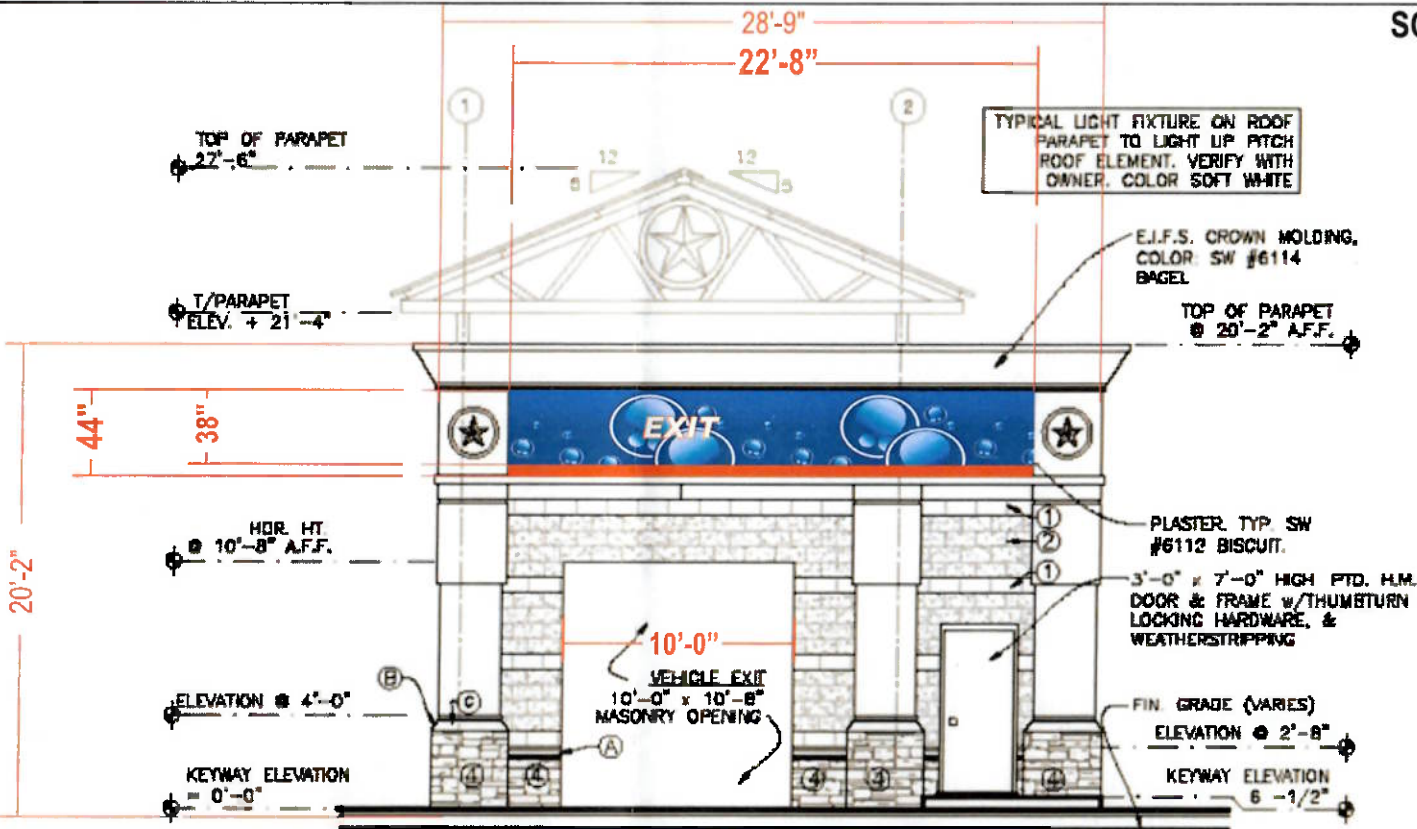 28'-9"
SC
22'-8"
1
2
TOP OF PARAPET
27'-6"
12
12
6
5
TYPICAL LIGHT FIXTURE ON ROOF
PARAPET TO LIGHT UP PITCH
ROOF ELEMENT. VERIFY WITH
OWNER. COLOR SOFT WHITE
E.I.F.S. CROWN MOLDING,
COLOR: SW #6114
BAGEL
T/PARAPET
ELEV. + 21'-4"
TOP OF PARAPET
@ 20'-2" A.F.F.
44"
38"
EXIT
20'-2"
HDR. HT.
@ 10'-8" A.F.F.
1
2
1
PLASTER. TYP. SW
#6112 BISCUIT.
3'-0" x 7'-0" HIGH PTD. H.M.
DOOR & FRAME w/THUMBTURN
LOCKING HARDWARE, &
WEATHERSTRIPPING
10'-0"
VEHICLE EXIT
10'-0" x 10'-8"
MASONRY OPENING
B
C
A
ELEVATION @ 4'-0"
FIN. GRADE (VARIES)
ELEVATION @ 2'-8"
KEYWAY ELEVATION
= 0'-0"
4
4
4
4
4
KEYWAY ELEVATION
6 -1/2"